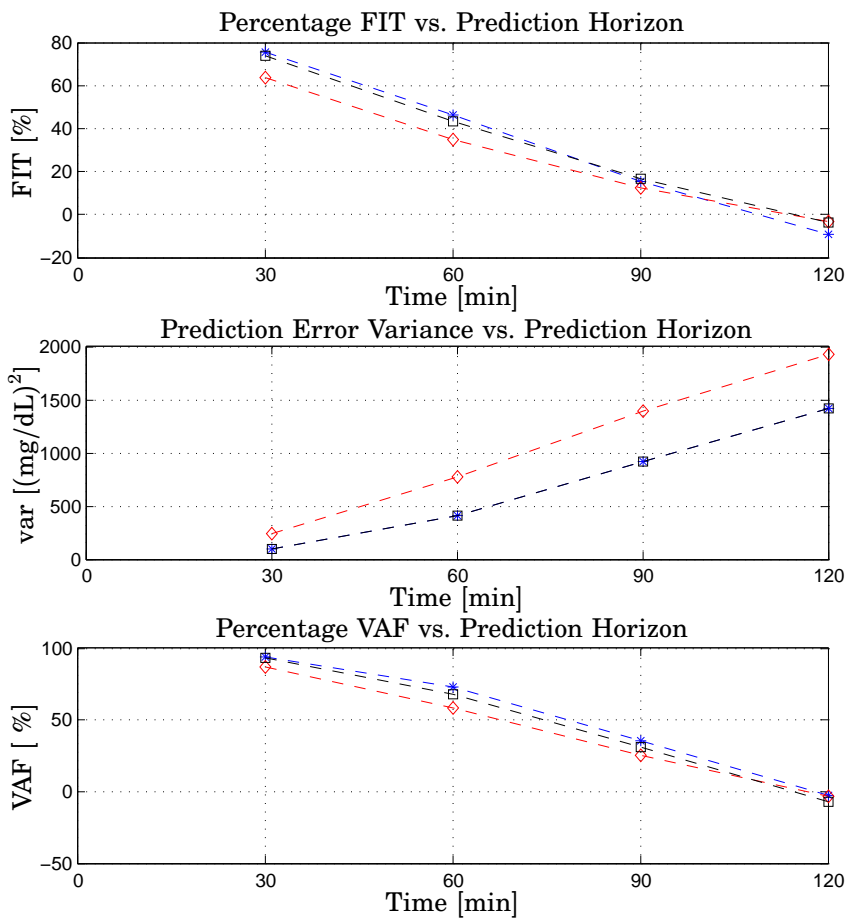 Percentage FIT vs. Prediction Horizon
80
60
40
20
0
−20
FIT [%]
0 30 60 90 120
Time [min]
Prediction Error Variance vs. Prediction Horizon
2000
1500
1000
500
0
var [(mg/dL)²]
0 30 60 90 120
Time [min]
Percentage VAF vs. Prediction Horizon
100
50
0
−50
VAF [ %]
0 30 60 90 120
Time [min]